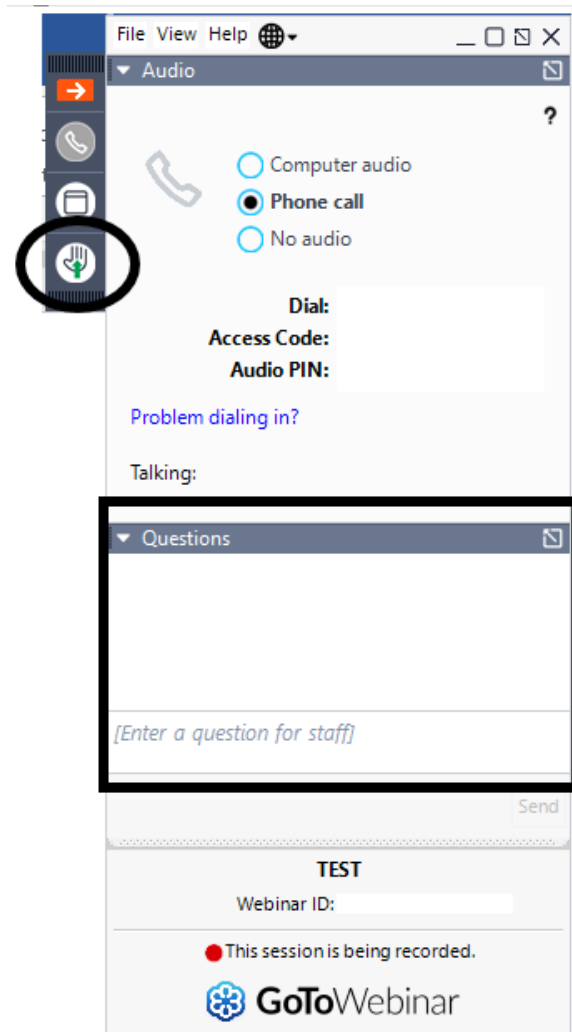 File View Help
Audio
?
Computer audio
Phone call
No audio
Dial:
Access Code:
Audio PIN:
Problem dialing in?
Talking:
Questions
[Enter a question for staff]
Send
TEST
Webinar ID:
This session is being recorded.
GoToWebinar